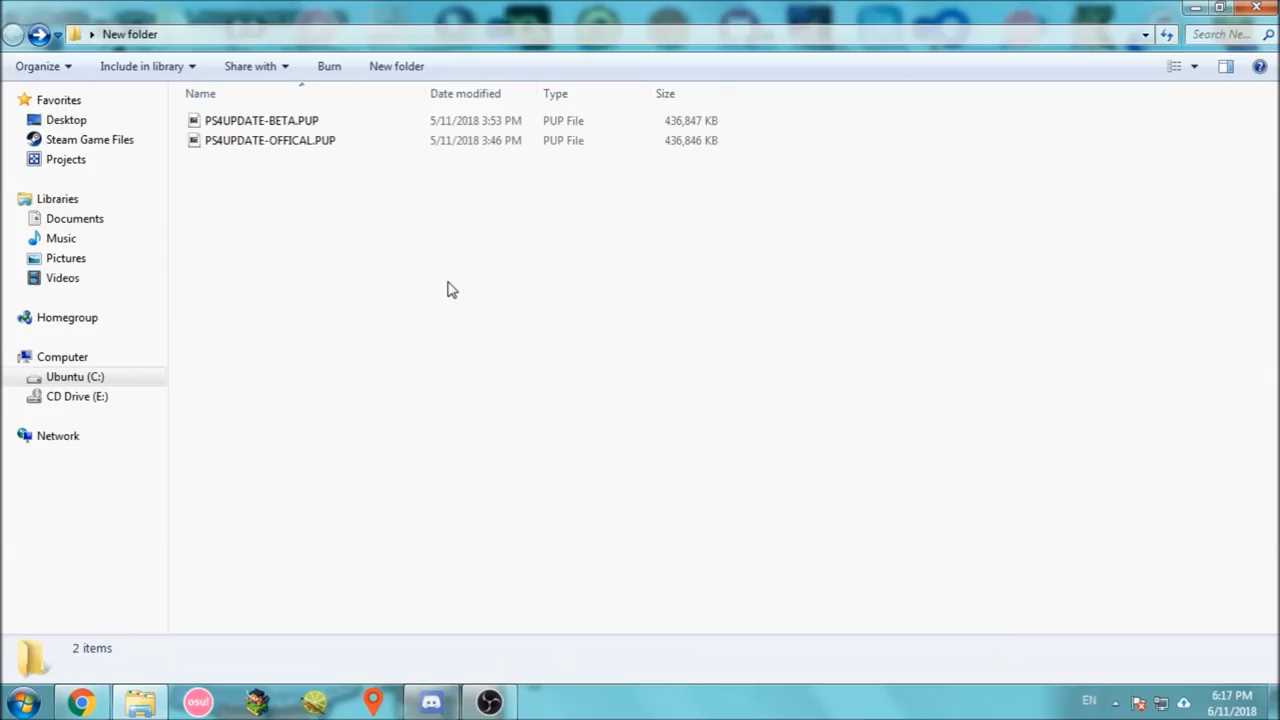 New folder
Search Ne...
Organize Include in library Share with Burn New folder
Name Date modified Type Size
PS4UPDATE-BETA.PUP 5/11/2018 3:53 PM PUP File 436,847 KB
PS4UPDATE-OFFICAL.PUP 5/11/2018 3:46 PM PUP File 436,846 KB
Favorites
Desktop
Steam Game Files
Projects
Libraries
Documents
Music
Pictures
Videos
Homegroup
Computer
Ubuntu (C:)
CD Drive (E:)
Network
2 items
osu!
EN
6:17 PM
6/11/2018